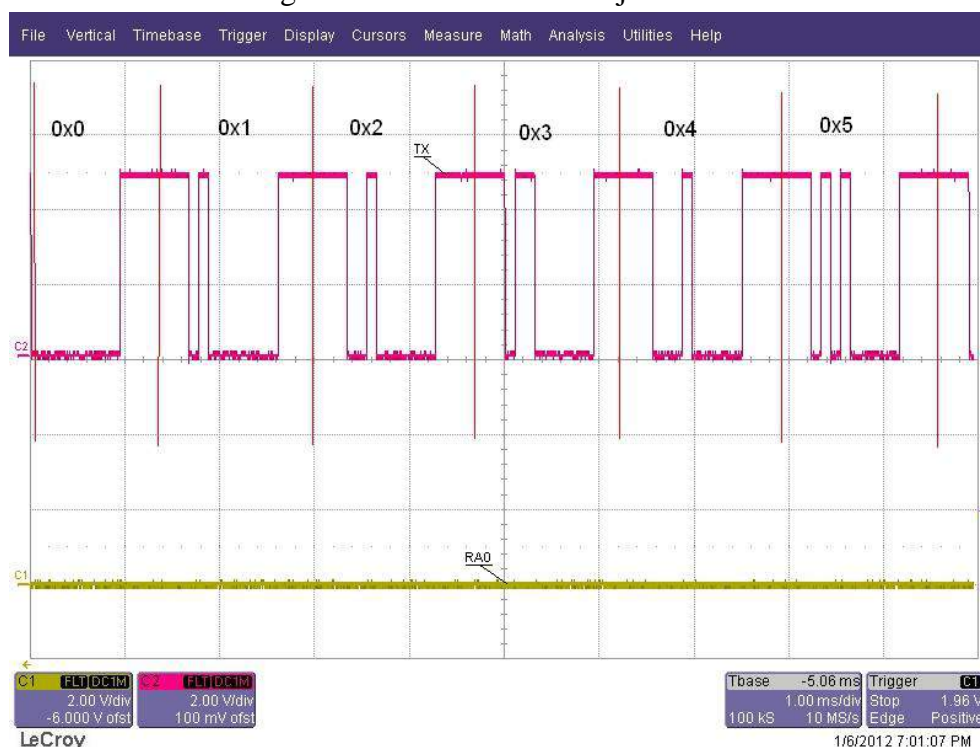 File Vertical Timebase Trigger Display Cursors Measure Math Analysis Utilities Help
0x0 0x1 0x2 0x3 0x4 0x5
TX
C2
RA0
C1
C1 FLT DC1M C2 FLT DC1M Tbase -5.06 ms Trigger C1
2.00 V/div 2.00 V/div 1.00 ms/div Stop 1.96 V
-6.000 V ofst 100 mV ofst 100 kS 10 MS/s Edge Positive
LeCroy 1/6/2012 7:01:07 PM